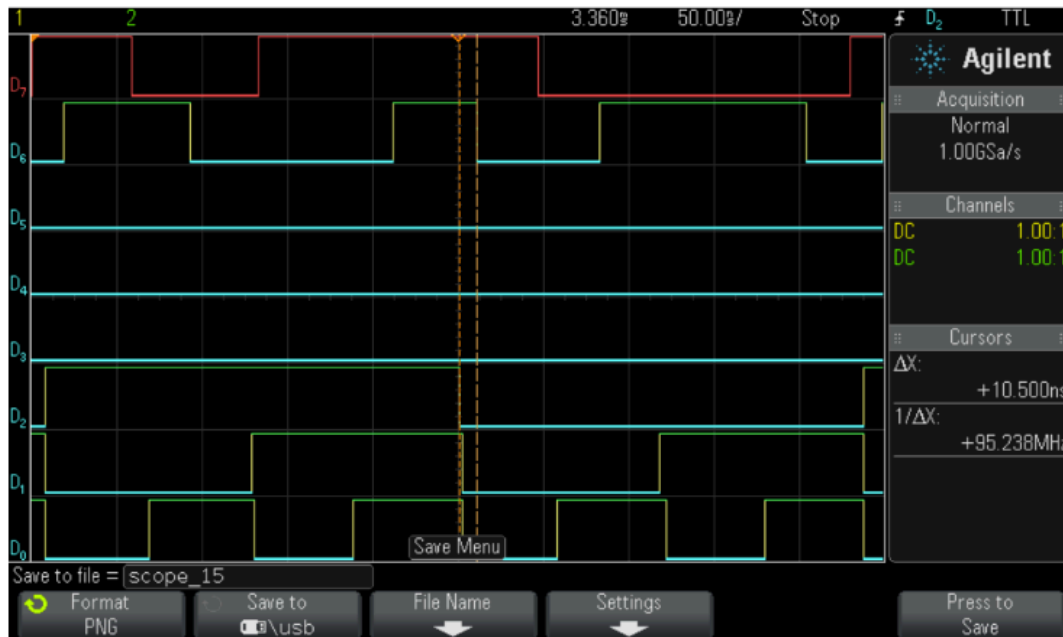 1 2 3.360ms 50.00ns/ Stop D2 TTL
Agilent
Acquisition
Normal
1.00GSa/s
Channels
DC 1.00:1
DC 1.00:1
Cursors
ΔX:
+10.500ns
1/ΔX:
+95.238MHz
D7
D6
D5
D4
D3
D2
D1
D0
Save Menu
Save to file = scope_15
Format
PNG
Save to
\usb
File Name
Settings
Press to
Save